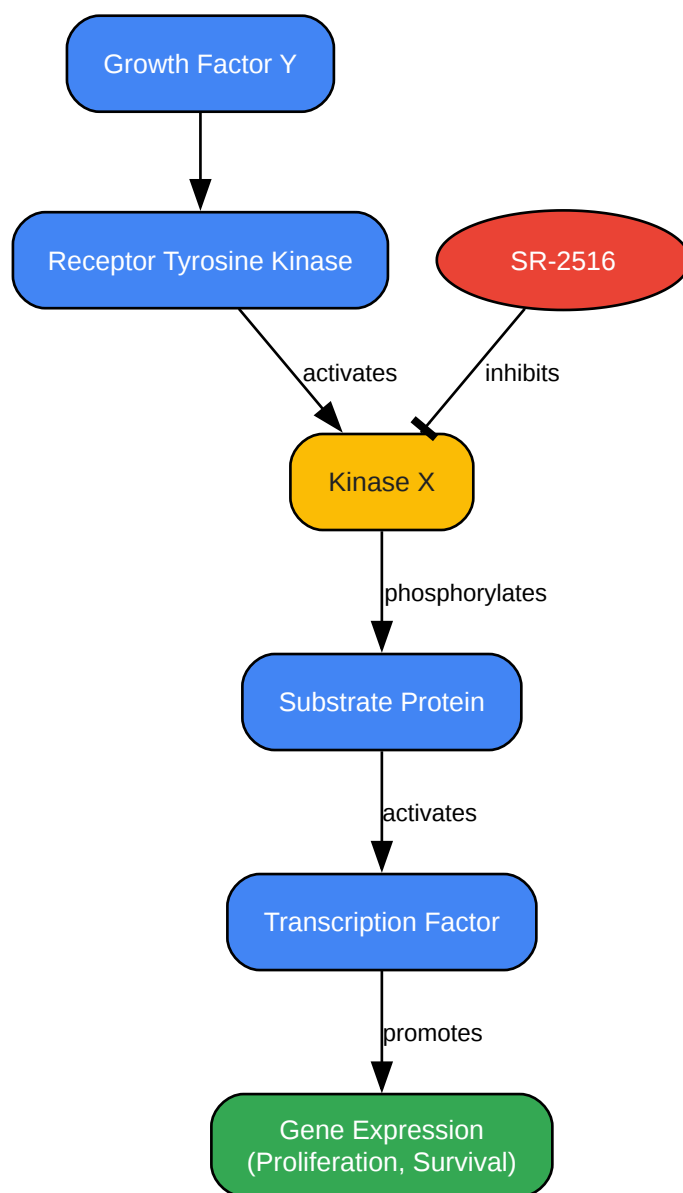 Growth Factor Y
Receptor Tyrosine Kinase
SR-2516
activates
inhibits
Kinase X
phosphorylates
Substrate Protein
activates
Transcription Factor
promotes
Gene Expression
(Proliferation, Survival)